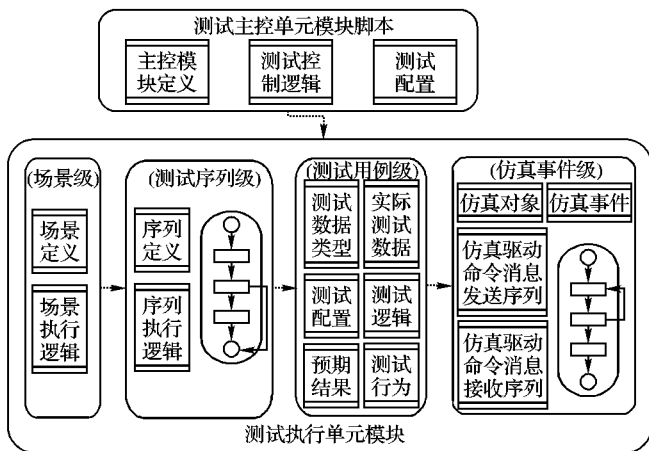 测试主控单元模块脚本
主控模
块定义
测试控
制逻辑
测试
配置
(场景级)
场景
定义
场景
执行
逻辑
(测试序列级)
序列
定义
序列
执行
逻辑
(测试用例级)
测试
数据
类型
实际
测试
数据
测试
配置
测试
逻辑
预期
结果
测试
行为
(仿真事件级)
仿真对象
仿真事件
仿真驱动
命令消息
发送序列
仿真驱动
命令消息
接收序列
测试执行单元模块